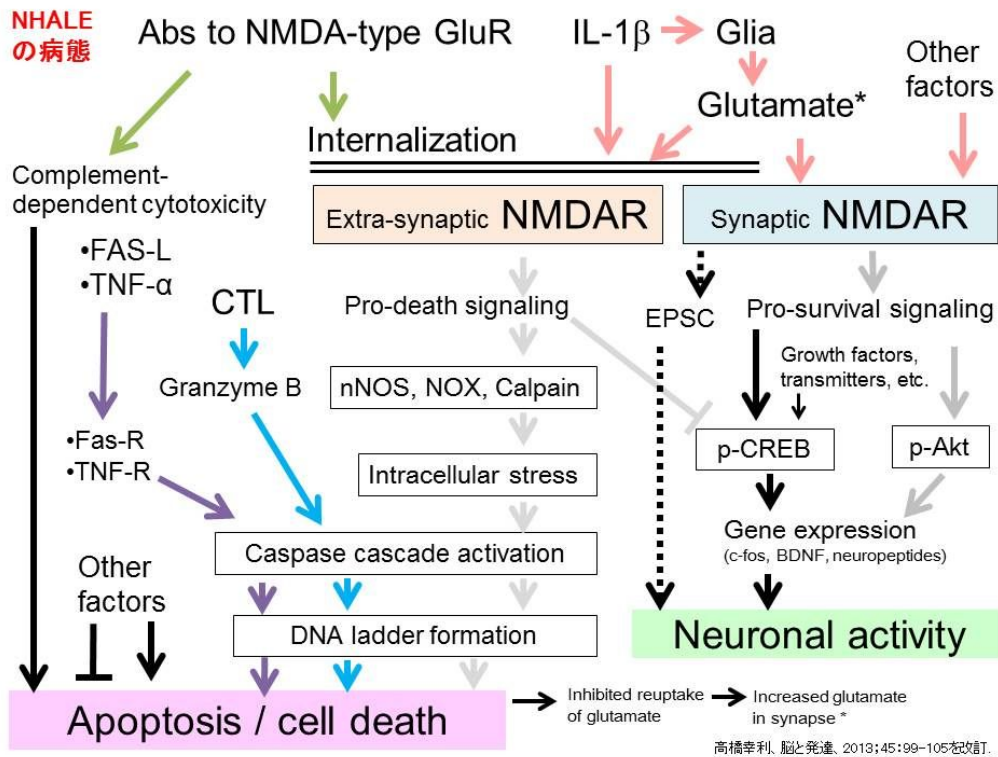 NHALE
の病態
Abs to NMDA-type GluR
IL-1β
Glia
Other
factors
Glutamate*
Internalization
Complement-
dependent cytotoxicity
Extra-synaptic NMDAR
Synaptic NMDAR
•FAS-L
•TNF-α
CTL
Pro-death signaling
EPSC
Pro-survival signaling
Growth factors,
transmitters, etc.
Granzyme B
nNOS, NOX, Calpain
•Fas-R
•TNF-R
p-CREB
p-Akt
Intracellular stress
Gene expression
(c-fos, BDNF, neuropeptides)
Caspase cascade activation
Other
factors
DNA ladder formation
Neuronal activity
Apoptosis / cell death
Inhibited reuptake
of glutamate
Increased glutamate
in synapse *
高橋幸利、脳と発達、2013;45:99-105を改訂.